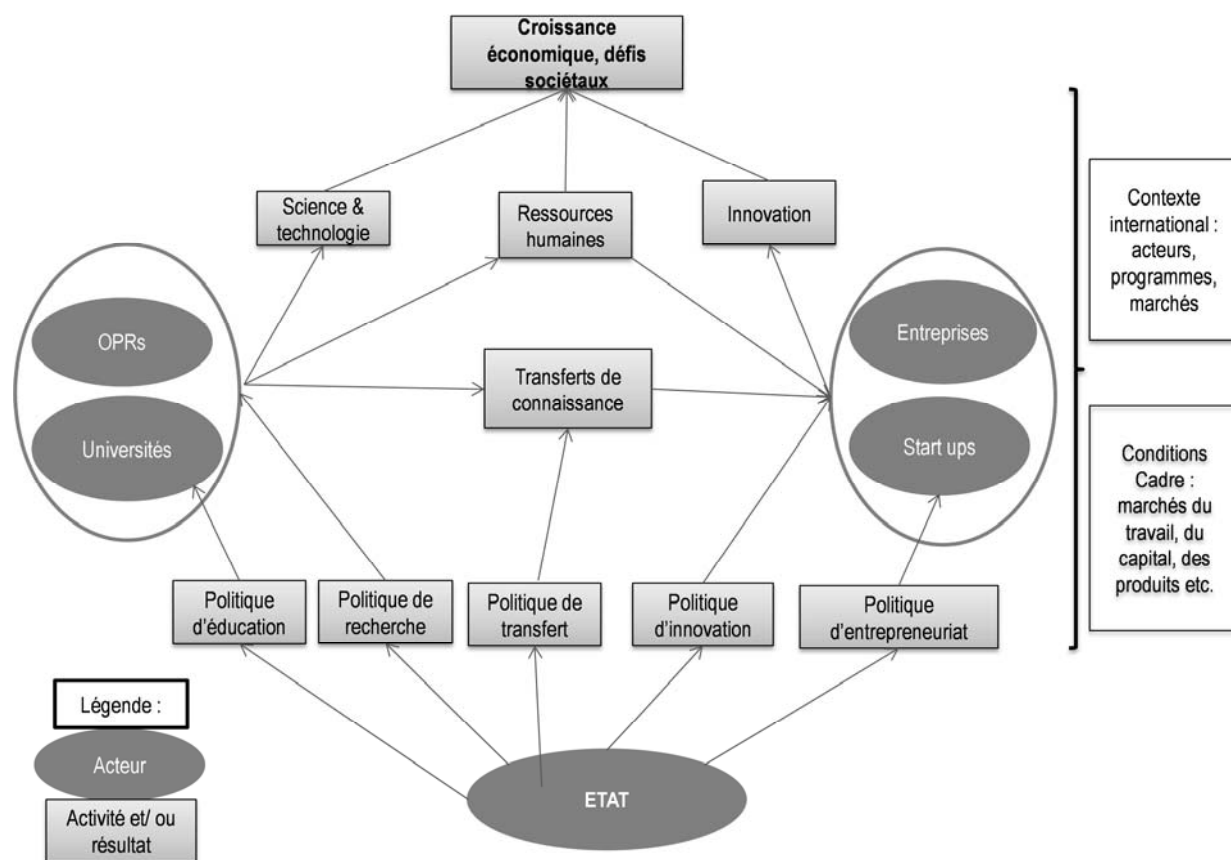 Croissance
économique, défis
sociétaux
Science &
technologie
Ressources
humaines
Innovation
Contexte
international :
acteurs,
programmes,
marchés
OPRs
Universités
Transferts de
connaissance
Entreprises
Start ups
Conditions
Cadre :
marchés du
travail, du
capital, des
produits etc.
Politique
d'éducation
Politique de
recherche
Politique de
transfert
Politique
d'innovation
Politique
d'entrepreneuriat
Légende :
Acteur
Activité et/ ou
résultat
ETAT